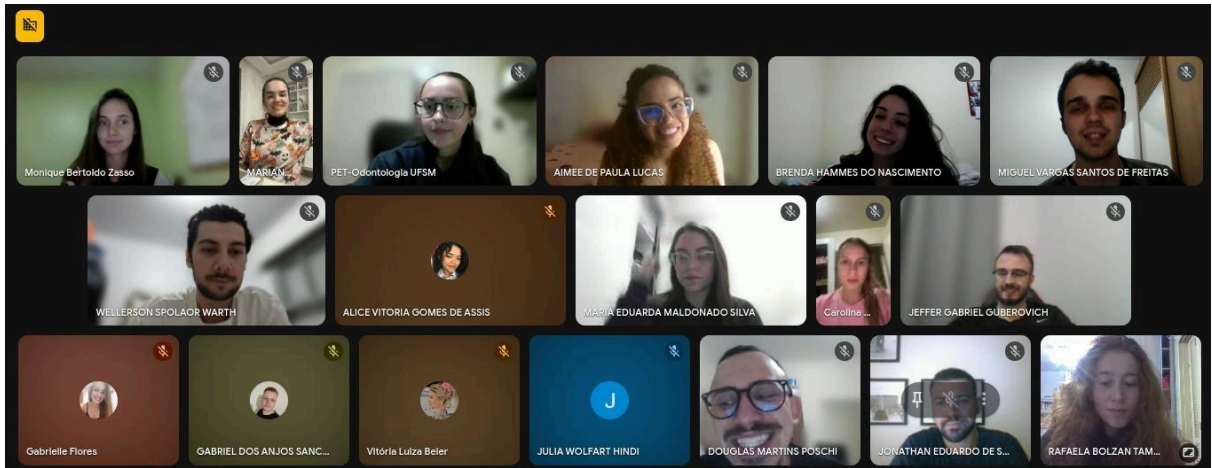 Monique Bertoldo Zasso
MARIAN...
PET-Odontologia UFSM
AIMEE DE PAULA LUCAS
BRENDA HAMMES DO NASCIMENTO
MIGUEL VARGAS SANTOS DE FREITAS
WELLERSON SPOLAOR WARTH
ALICE VITORIA GOMES DE ASSIS
MARIA EDUARDA MALDONADO SILVA
Carolina ...
JEFFER GABRIEL GUBEROVICH
Gabrielle Flores
GABRIEL DOS ANJOS SANC...
Vitória Luiza Beier
J
JULIA WOLFART HINDI
DOUGLAS MARTINS POSCHI
JONATHAN EDUARDO DE S...
RAFAELA BOLZAN TAM...